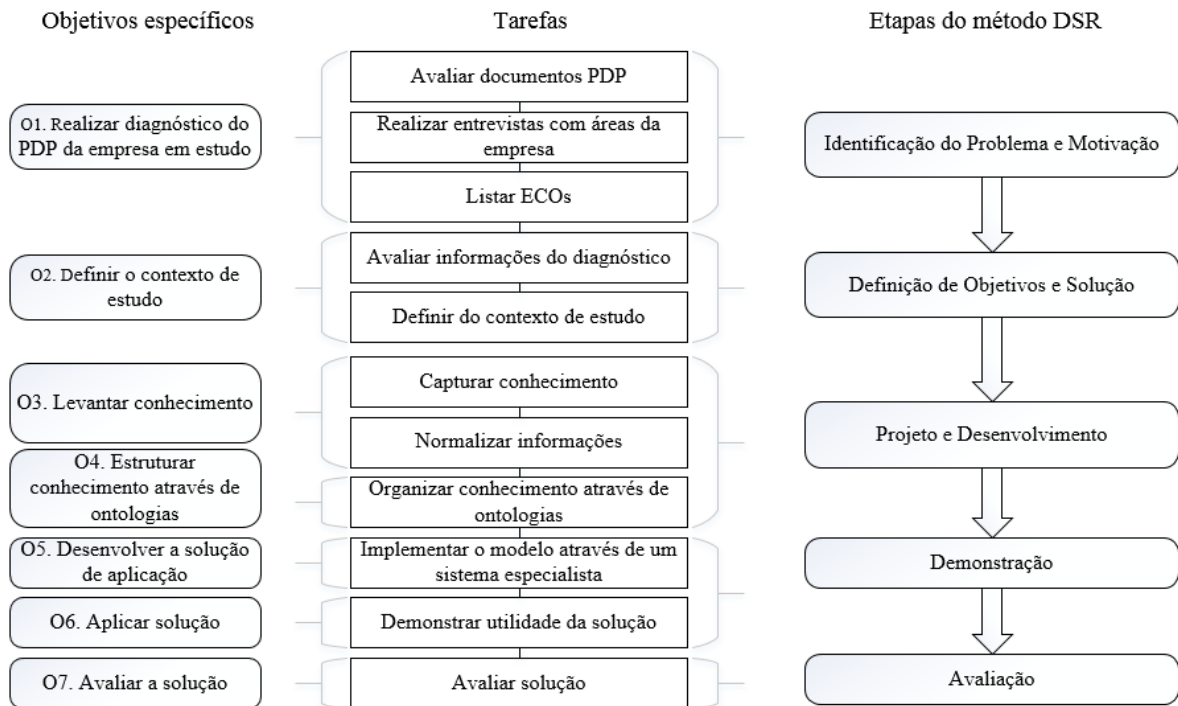 Objetivos específicos
Tarefas
Etapas do método DSR
O1. Realizar diagnóstico do
PDP da empresa em estudo
Avaliar documentos PDP
Realizar entrevistas com áreas da
empresa
Listar ECOs
Identificação do Problema e Motivação
O2. Definir o contexto de
estudo
Avaliar informações do diagnóstico
Definir do contexto de estudo
Definição de Objetivos e Solução
O3. Levantar conhecimento
Capturar conhecimento
Normalizar informações
Projeto e Desenvolvimento
O4. Estruturar
conhecimento através de
ontologias
Organizar conhecimento através de
ontologias
O5. Desenvolver a solução
de aplicação
Implementar o modelo através de um
sistema especialista
Demonstração
O6. Aplicar solução
Demonstrar utilidade da solução
O7. Avaliar a solução
Avaliar solução
Avaliação